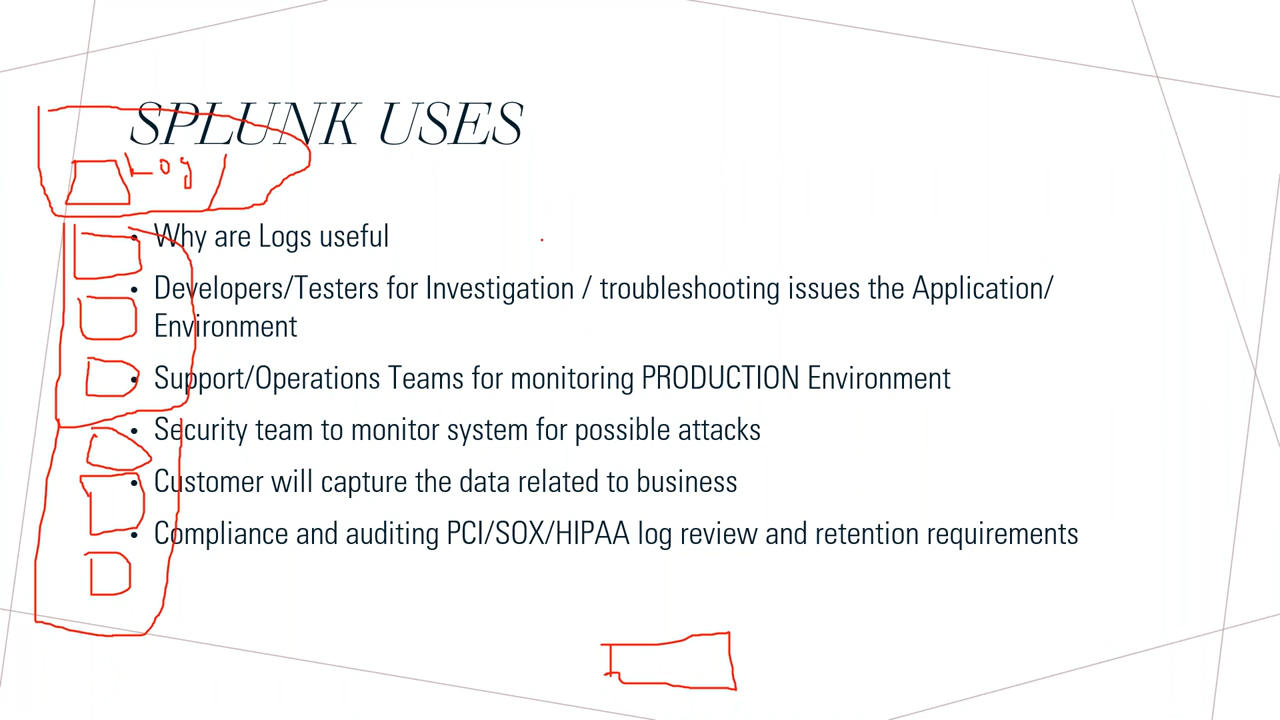 SPLUNK USES
Log
• Why are Logs useful
• Developers/Testers for Investigation / troubleshooting issues the Application/
Environment
• Support/Operations Teams for monitoring PRODUCTION Environment
• Security team to monitor system for possible attacks
• Customer will capture the data related to business
• Compliance and auditing PCI/SOX/HIPAA log review and retention requirements